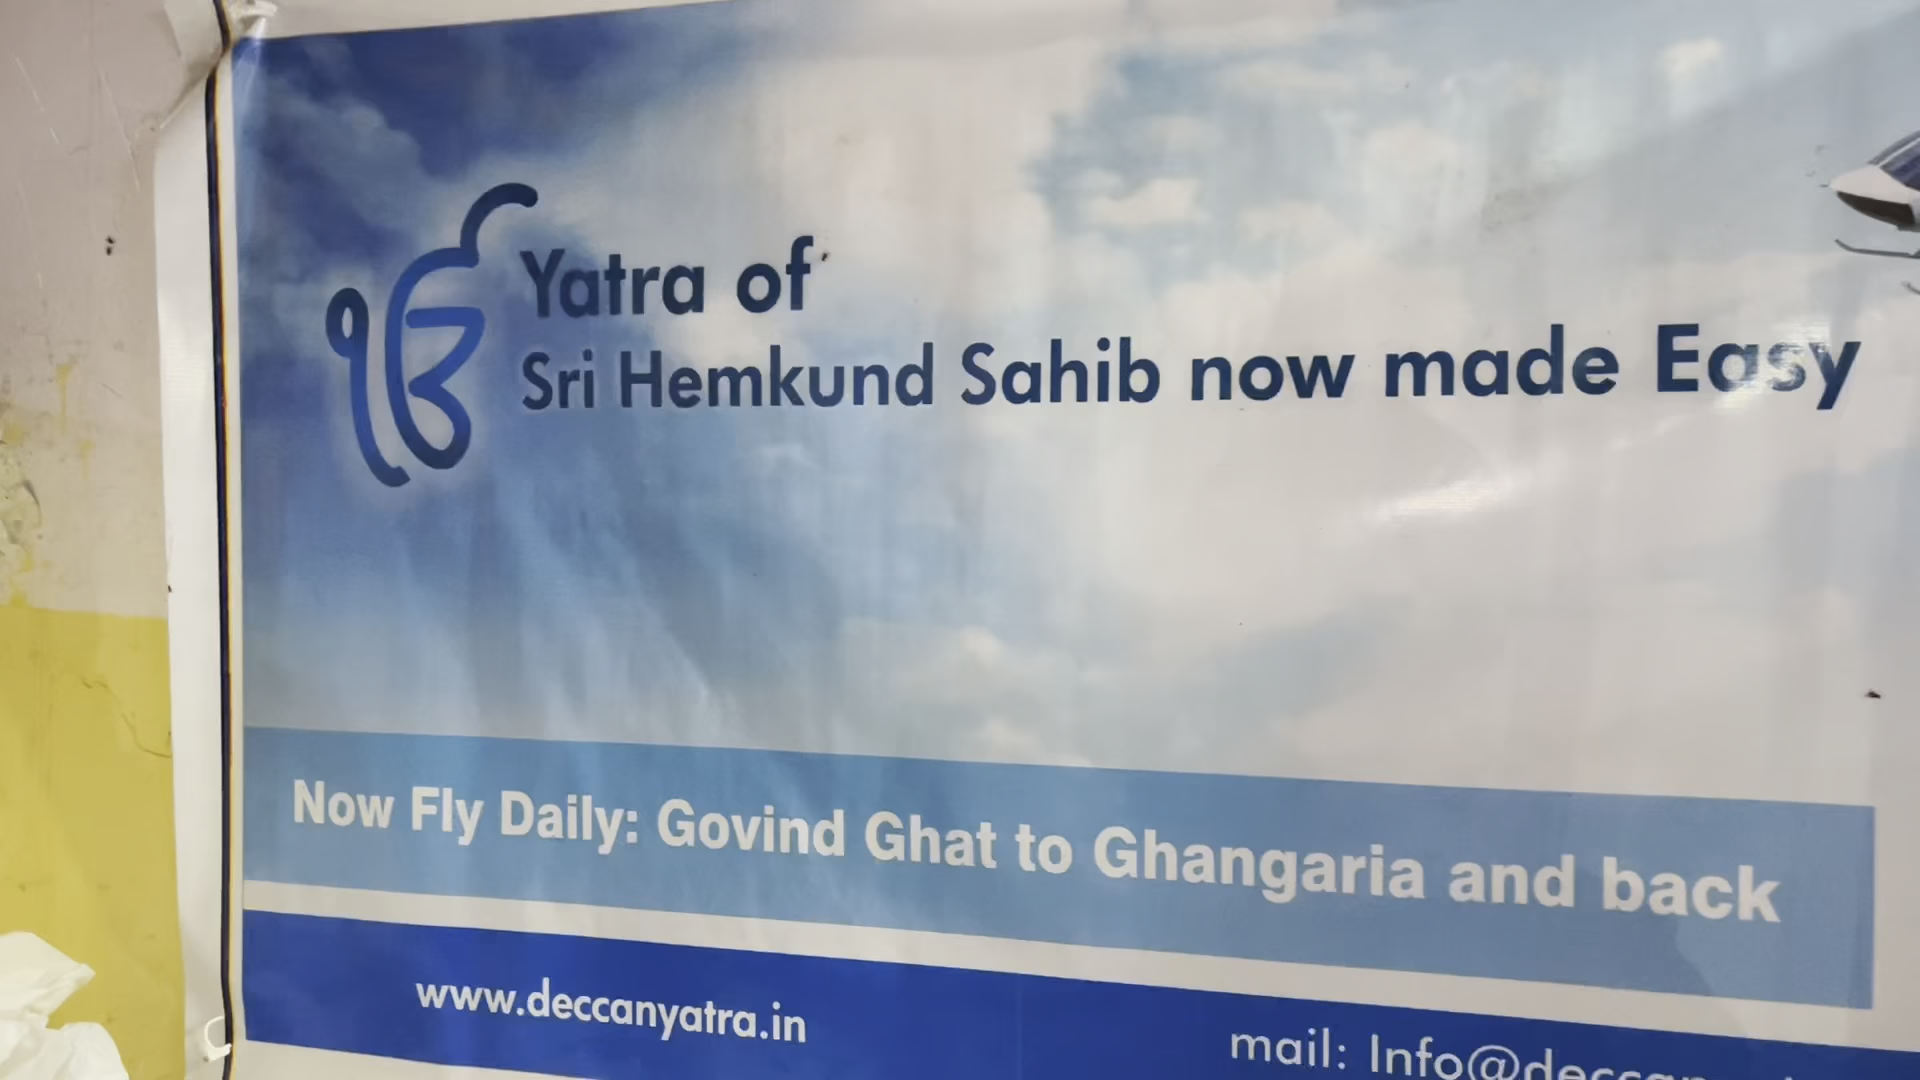 ੴ Yatra of
Sri Hemkund Sahib now made Easy
Now Fly Daily: Govind Ghat to Ghangaria and back
www.deccanyatra.in
mail: